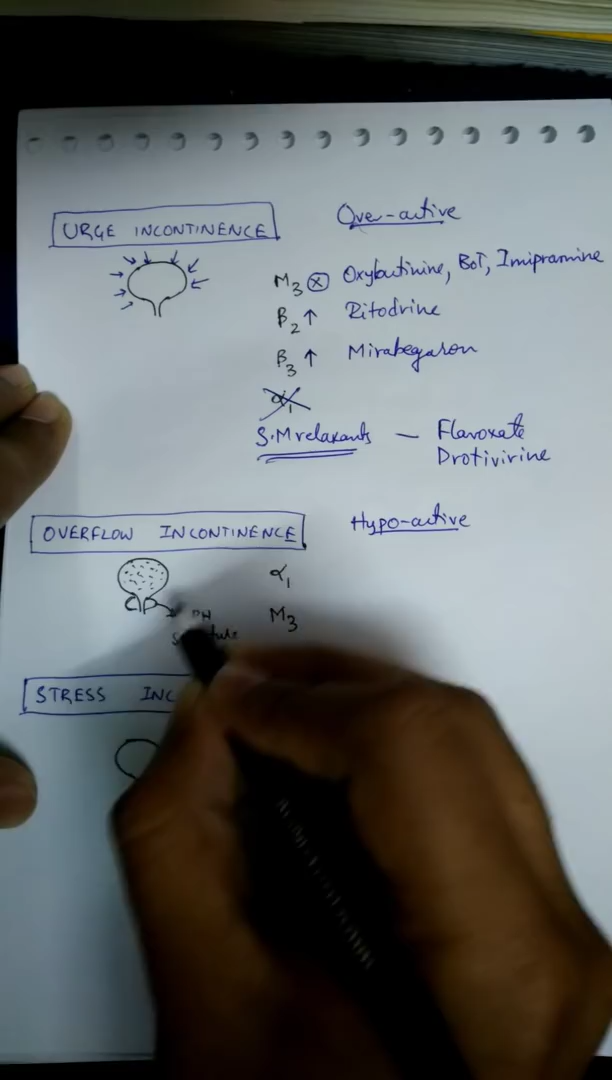 URGE INCONTINENCE
Over-active
M3 ⊗ Oxybutinine, BoT, Imipramine
β2 ↑ Ritodrine
β3 ↑ Mirabegaron
α1
S.M relaxants — Flavoxate
Drotivirine
OVERFLOW INCONTINENCE
Hypo-active
α1
M3
STRESS INC